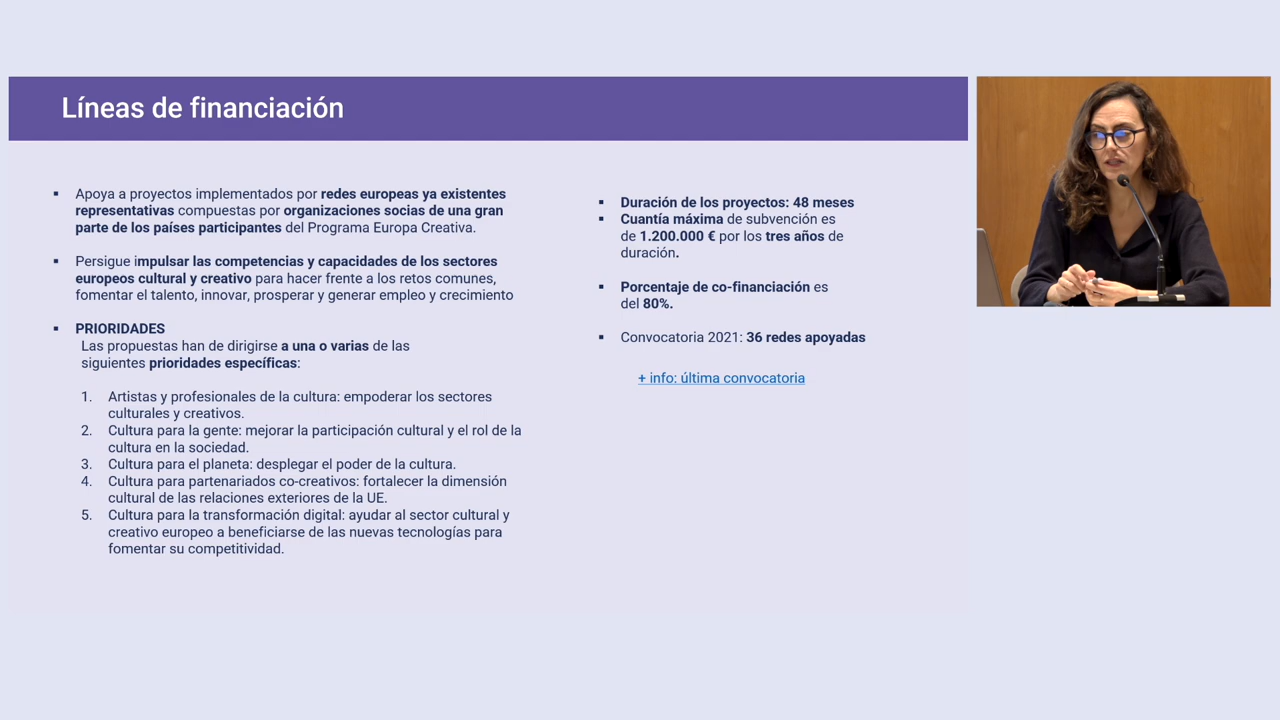 Líneas de financiación
▪ Apoya a proyectos implementados por redes europeas ya existentes
representativas compuestas por organizaciones socias de una gran
parte de los países participantes del Programa Europa Creativa.
▪ Persigue impulsar las competencias y capacidades de los sectores
europeos cultural y creativo para hacer frente a los retos comunes,
fomentar el talento, innovar, prosperar y generar empleo y crecimiento
▪ PRIORIDADES
Las propuestas han de dirigirse a una o varias de las
siguientes prioridades específicas:
1. Artistas y profesionales de la cultura: empoderar los sectores
culturales y creativos.
2. Cultura para la gente: mejorar la participación cultural y el rol de la
cultura en la sociedad.
3. Cultura para el planeta: desplegar el poder de la cultura.
4. Cultura para partenariados co-creativos: fortalecer la dimensión
cultural de las relaciones exteriores de la UE.
5. Cultura para la transformación digital: ayudar al sector cultural y
creativo europeo a beneficiarse de las nuevas tecnologías para
fomentar su competitividad.
▪ Duración de los proyectos: 48 meses
▪ Cuantía máxima de subvención es
de 1.200.000 € por los tres años de
duración.
▪ Porcentaje de co-financiación es
del 80%.
▪ Convocatoria 2021: 36 redes apoyadas
+ info: última convocatoria